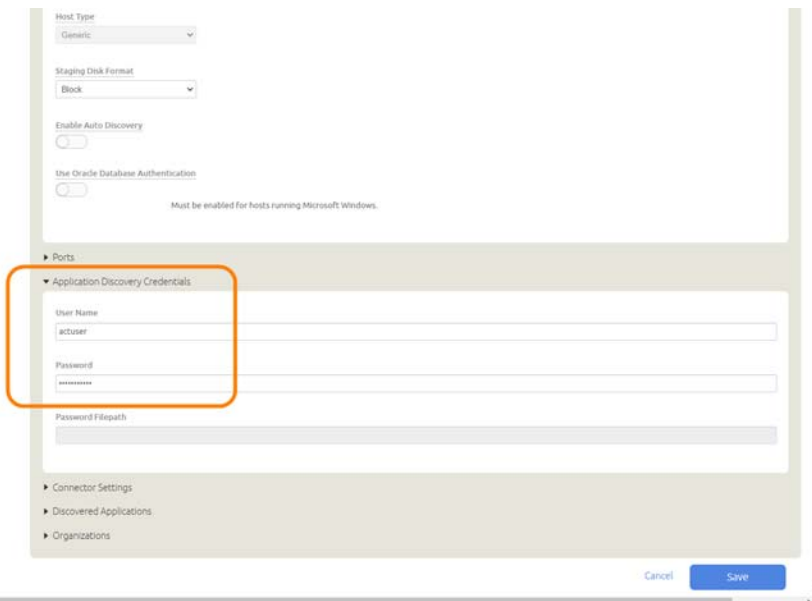 Host Type
Generic
Staging Disk Format
Block
Enable Auto Discovery
Use Oracle Database Authentication
Must be enabled for hosts running Microsoft Windows.
Ports
Application Discovery Credentials
User Name
actuser
Password
•••••••••••
Password Filepath
Connector Settings
Discovered Applications
Organizations
Cancel
Save